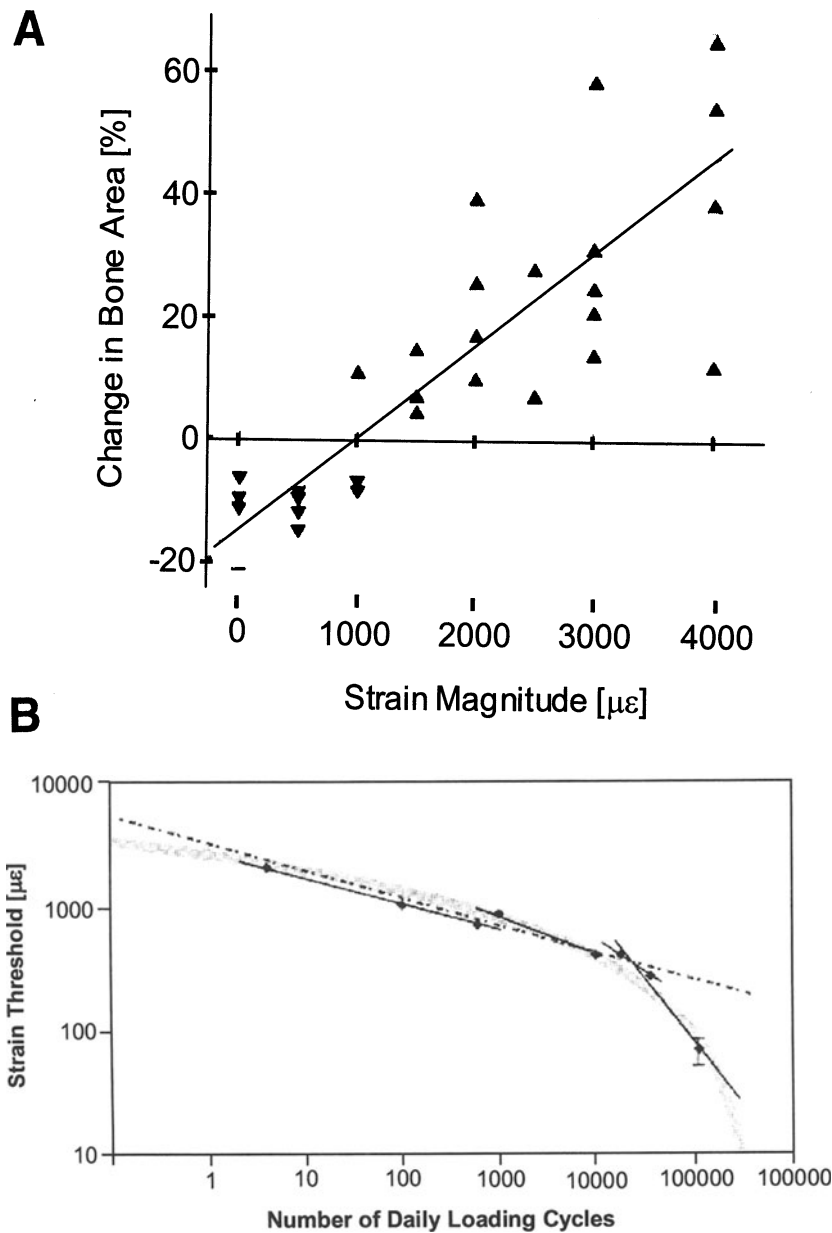 A
60
40
20
0
-20
Change in Bone Area [%]
0 1000 2000 3000 4000
Strain Magnitude [με]
B
10000
1000
100
10
Strain Threshold [με]
1 10 100 1000 10000 100000 100000
Number of Daily Loading Cycles